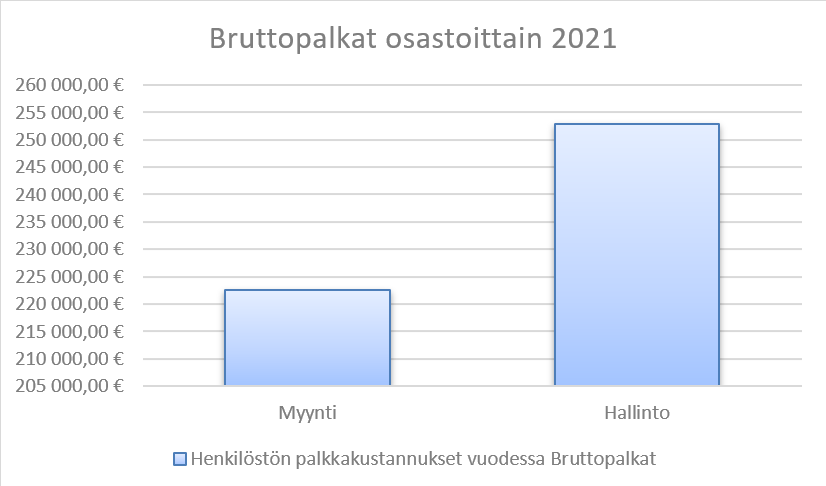 Bruttopalkat osastoittain 2021
260 000,00 €
255 000,00 €
250 000,00 €
245 000,00 €
240 000,00 €
235 000,00 €
230 000,00 €
225 000,00 €
220 000,00 €
215 000,00 €
210 000,00 €
205 000,00 €
Myynti Hallinto
Henkilöstön palkkakustannukset vuodessa Bruttopalkat